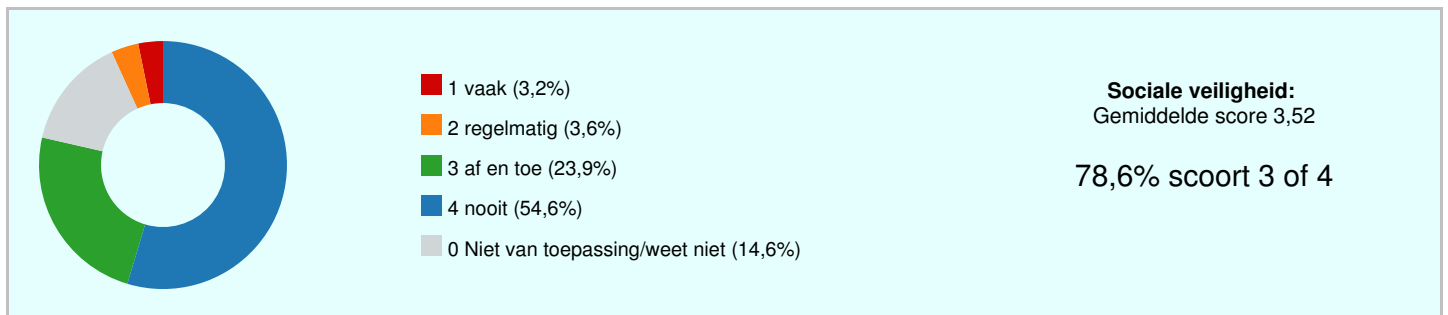 1 vaak (3,2%)
2 regelmatig (3,6%)
3 af en toe (23,9%)
4 nooit (54,6%)
0 Niet van toepassing/weet niet (14,6%)
Sociale veiligheid:
Gemiddelde score 3,52
78,6% scoort 3 of 4